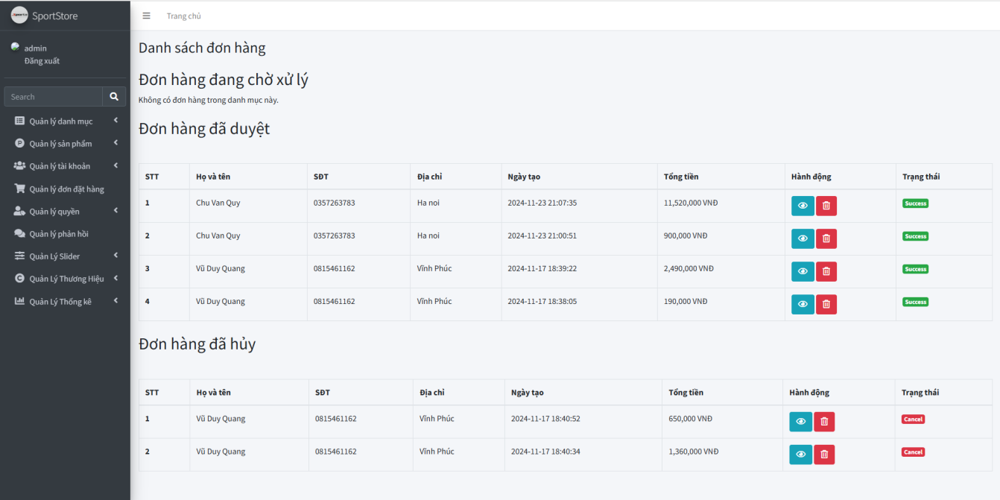 SportStore
Trang chủ
admin
Đăng xuất
Search
Quản lý danh mục
Quản lý sản phẩm
Quản lý tài khoản
Quản lý đơn đặt hàng
Quản lý quyền
Quản lý phản hồi
Quản Lý Slider
Quản Lý Thương Hiệu
Quản Lý Thống kê
Danh sách đơn hàng
Đơn hàng đang chờ xử lý
Không có đơn hàng trong danh mục này.
Đơn hàng đã duyệt
STT Họ và tên SĐT Địa chỉ Ngày tạo Tổng tiền Hành động Trạng thái
1 Chu Van Quy 0357263783 Ha noi 2024-11-23 21:07:35 11,520,000 VNĐ Success
2 Chu Van Quy 0357263783 Ha noi 2024-11-23 21:00:51 900,000 VNĐ Success
3 Vũ Duy Quang 0815461162 Vĩnh Phúc 2024-11-17 18:39:22 2,490,000 VNĐ Success
4 Vũ Duy Quang 0815461162 Vĩnh Phúc 2024-11-17 18:38:05 190,000 VNĐ Success
Đơn hàng đã hủy
STT Họ và tên SĐT Địa chỉ Ngày tạo Tổng tiền Hành động Trạng thái
1 Vũ Duy Quang 0815461162 Vĩnh Phúc 2024-11-17 18:40:52 650,000 VNĐ Cancel
2 Vũ Duy Quang 0815461162 Vĩnh Phúc 2024-11-17 18:40:34 1,360,000 VNĐ Cancel